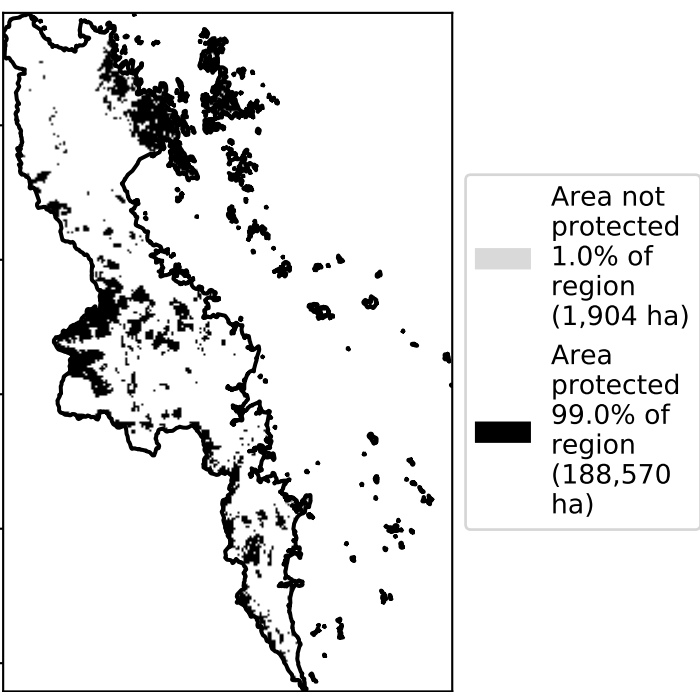 Area not
protected
1.0% of
region
(1,904 ha)
Area
protected
99.0% of
region
(188,570
ha)